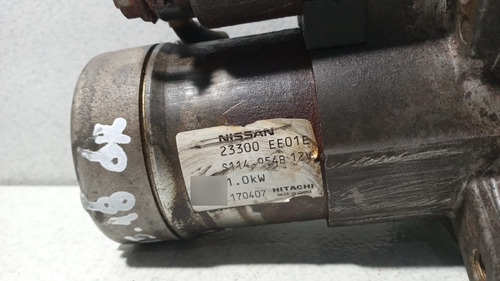 NISSAN
23300 EE01E
S114-954B 12V
1.0kW
170407 HITACHI